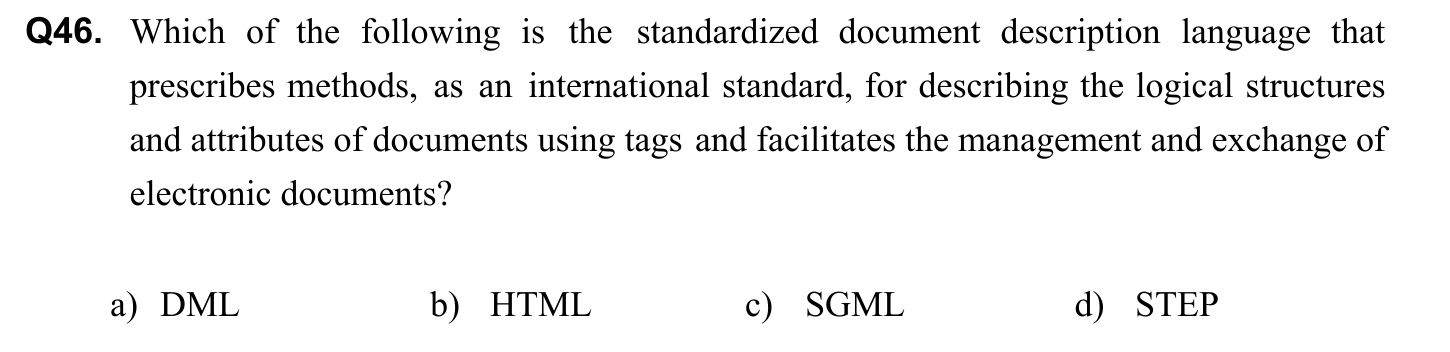 Q46. Which of the following is the standardized document description language that
prescribes methods, as an international standard, for describing the logical structures
and attributes of documents using tags and facilitates the management and exchange of
electronic documents?
a) DML b) HTML c) SGML d) STEP